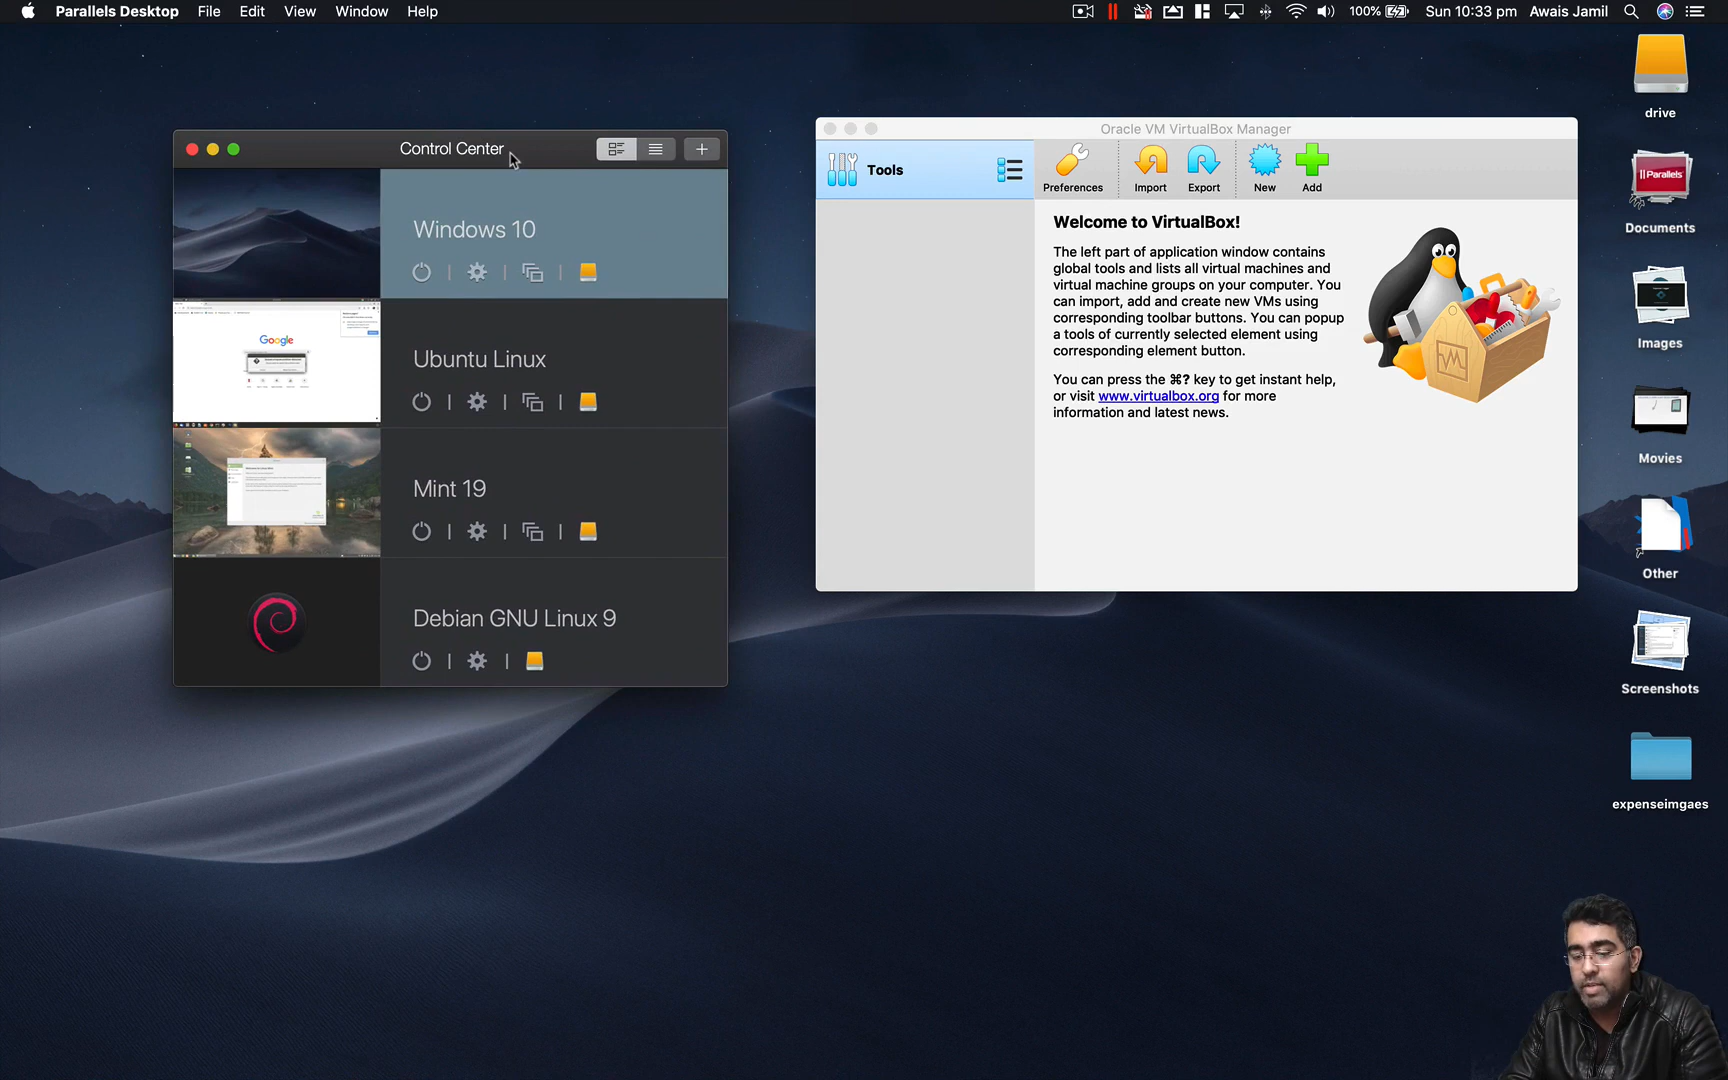 Parallels Desktop File Edit View Window Help
100% Sun 10:33 pm Awais Jamil
drive
Parallels
Documents
Images
Movies
Other
Screenshots
expenseimgaes
Control Center
Windows 10
Google
Ubuntu Linux
Mint 19
Debian GNU Linux 9
Oracle VM VirtualBox Manager
Tools
Preferences Import Export New Add
Welcome to VirtualBox!
The left part of application window contains
global tools and lists all virtual machines and
virtual machine groups on your computer. You
can import, add and create new VMs using
corresponding toolbar buttons. You can popup
a tools of currently selected element using
corresponding element button.
You can press the ⌘? key to get instant help,
or visit www.virtualbox.org for more
information and latest news.